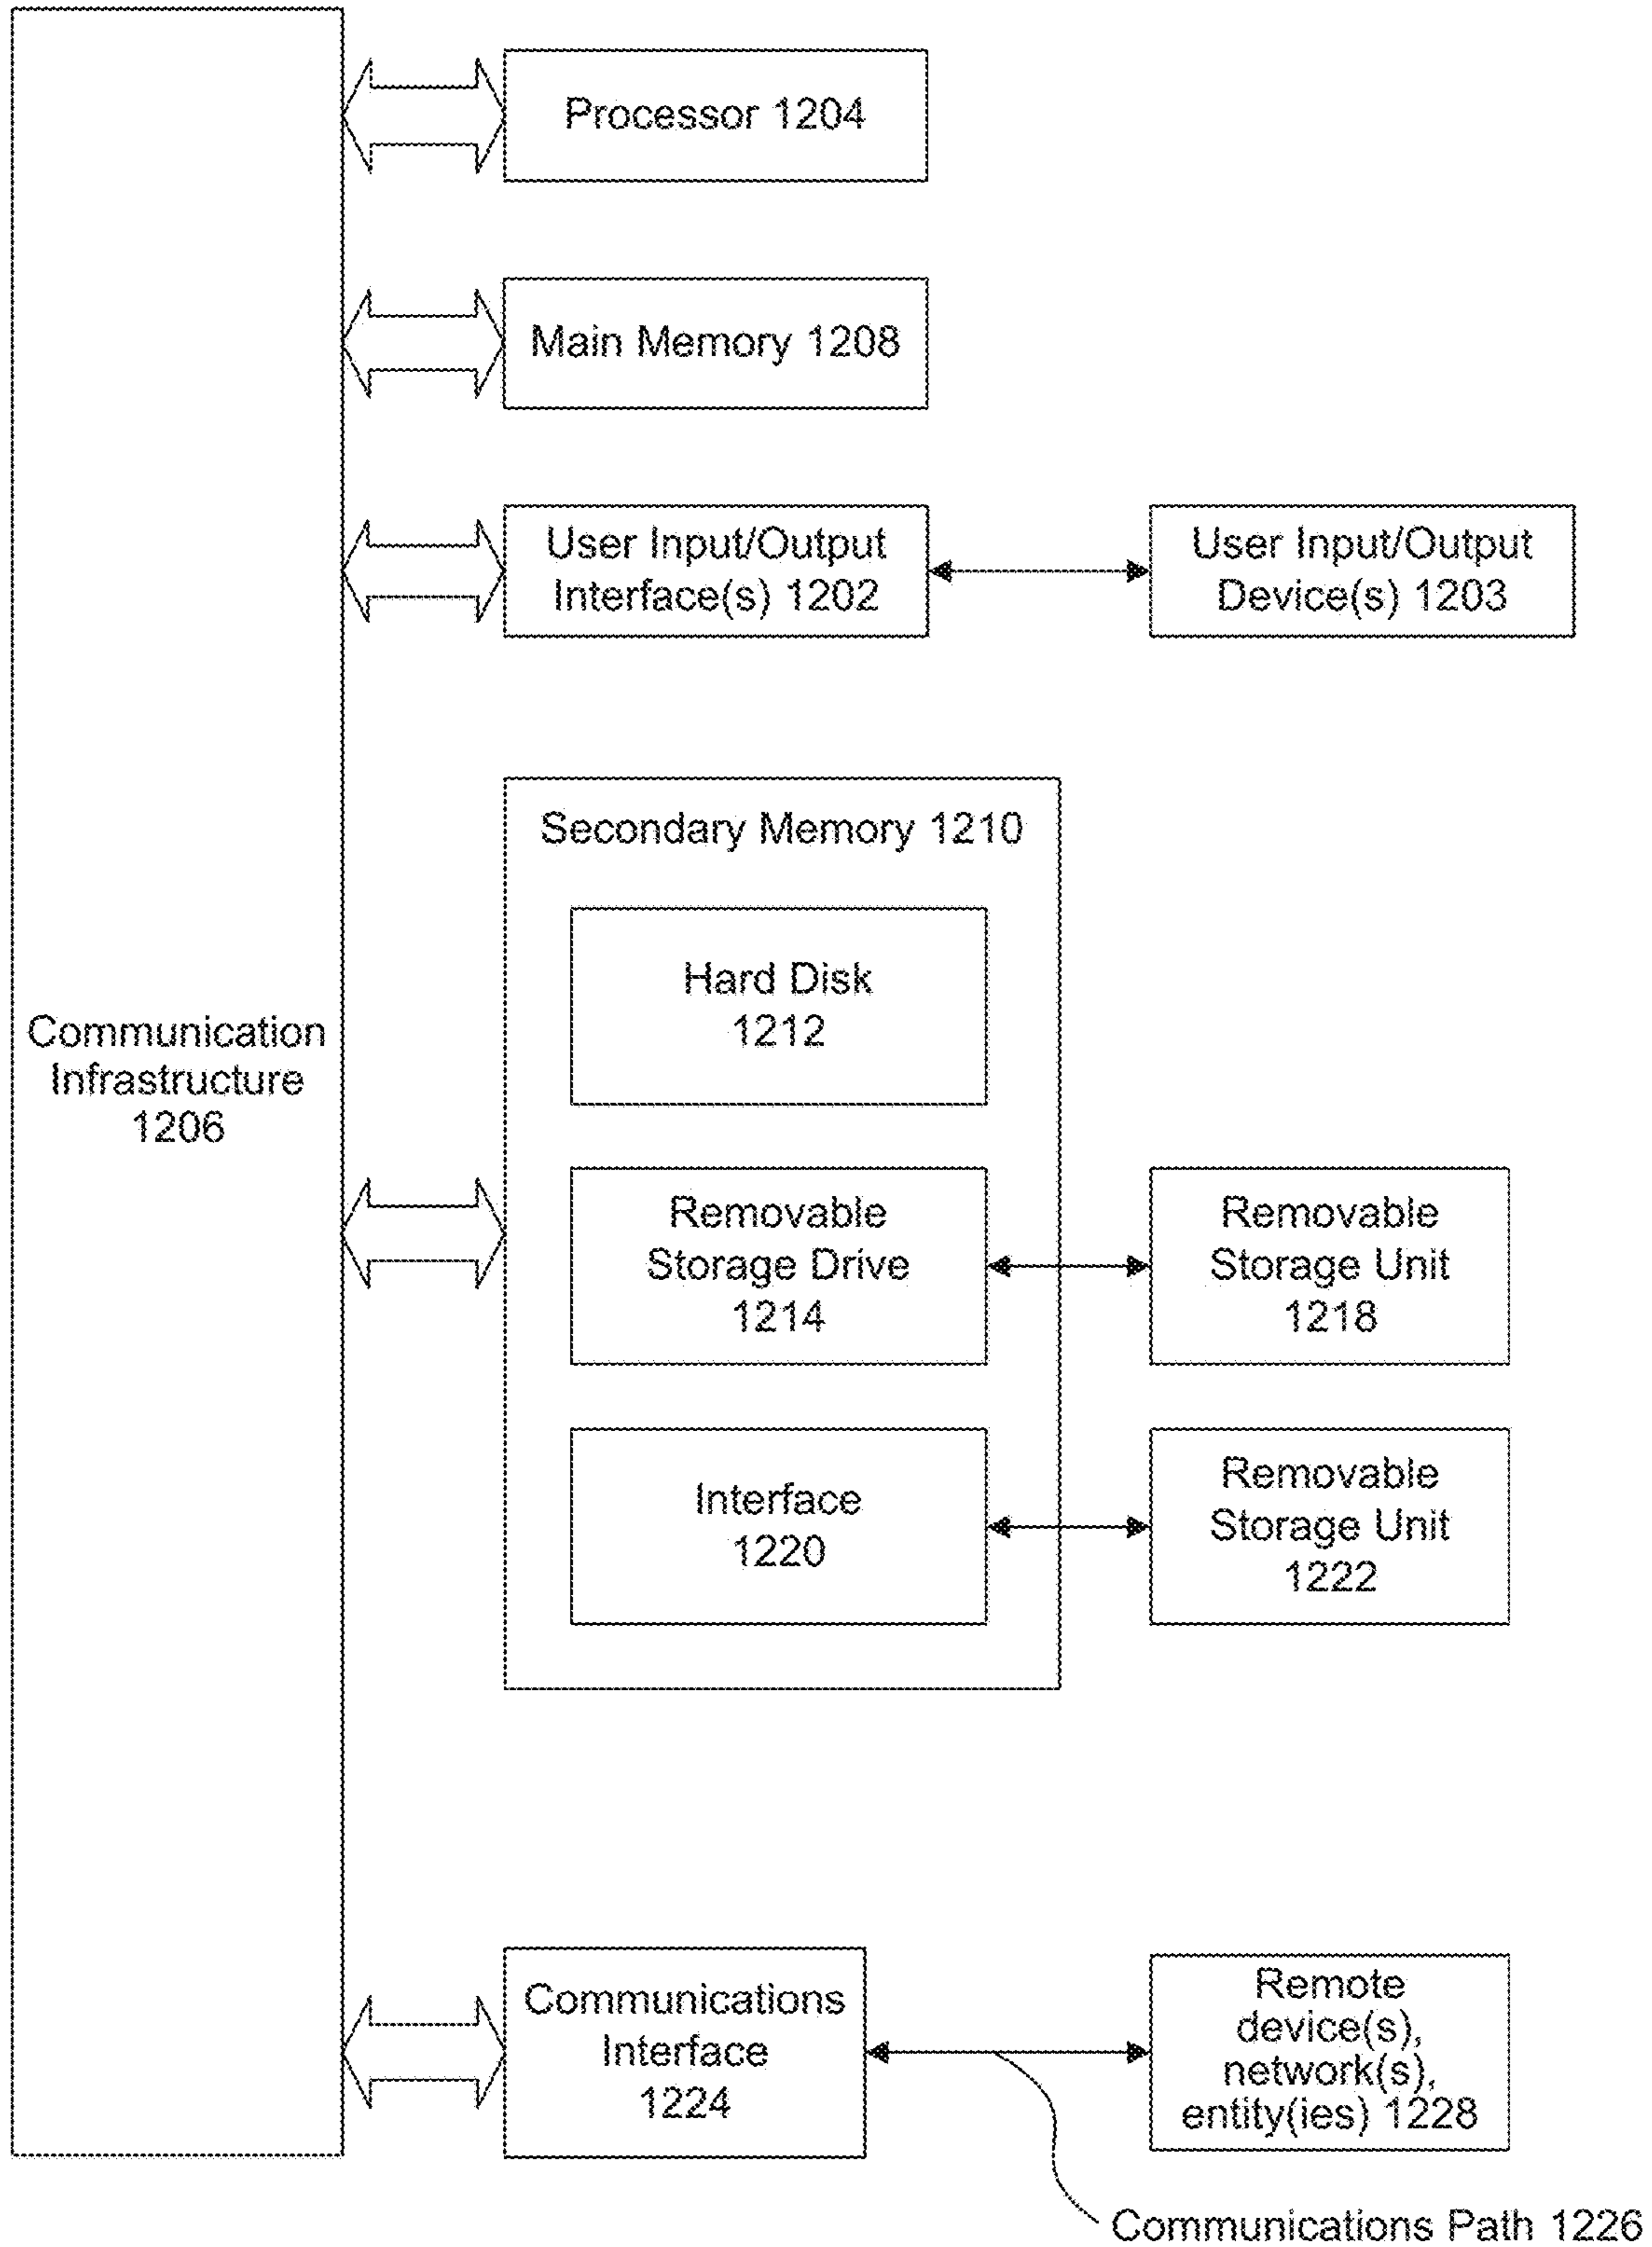 Processor 1204
Main Memory 1208
User Input/Output
Interface(s) 1202
User Input/Output
Device(s) 1203
Secondary Memory 1210
Hard Disk
1212
Communication
Infrastructure
1206
Removable
Storage Drive
1214
Removable
Storage Unit
1218
Interface
1220
Removable
Storage Unit
1222
Communications
Interface
1224
Remote
device(s),
network(s),
entity(ies) 1228
Communications Path 1226